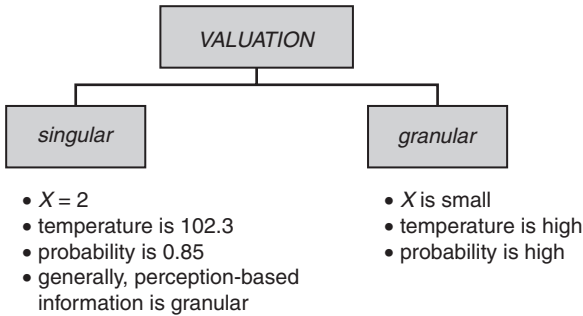 VALUATION
singular
granular
• X = 2
• temperature is 102.3
• probability is 0.85
• generally, perception-based
information is granular
• X is small
• temperature is high
• probability is high